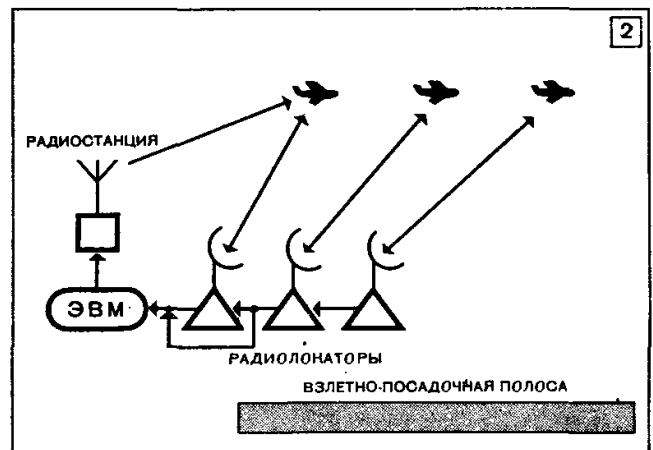 2
РАДИОСТАНЦИЯ
ЭВМ
РАДИОЛОКАТОРЫ
ВЗЛЕТНО-ПОСАДОЧНАЯ ПОЛОСА